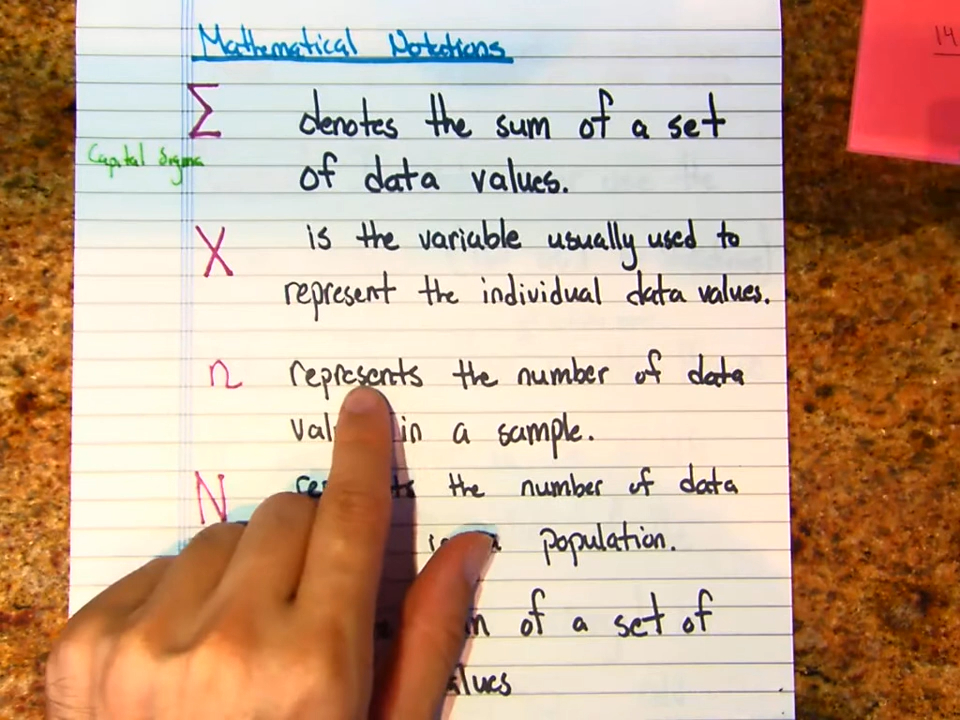 Mathematical Notations
Σ denotes the sum of a set
Capital Sigma
of data values.
X is the variable usually used to
represent the individual data values.
n represents the number of data
in a sample.
N the number of data
population.
of a set of
14